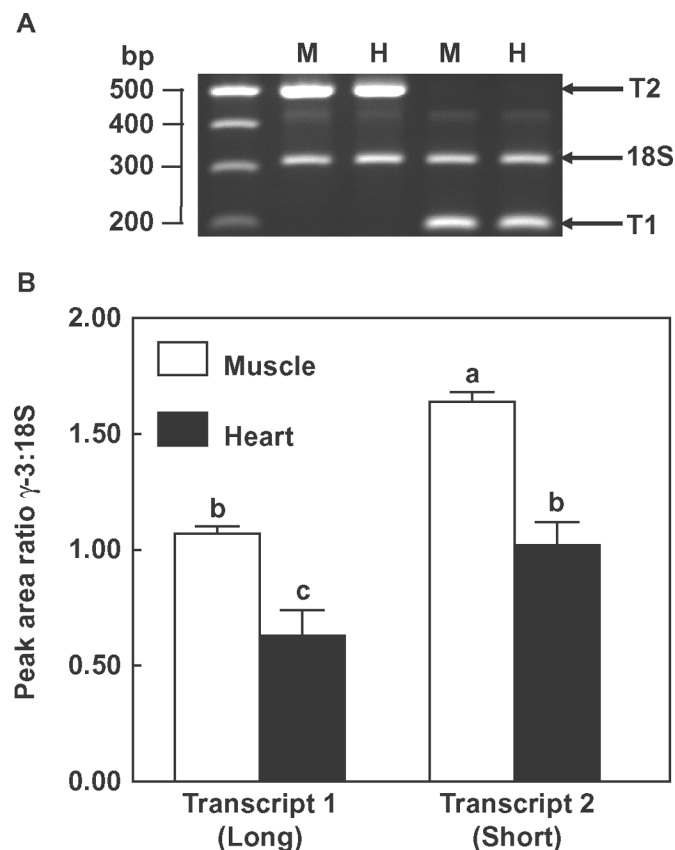 A
bp M H M H
500 T2
400
300 18S
200 T1
B
Peak area ratio γ-3:18S
2.00
1.50
1.00
0.50
0.00
Muscle
Heart
b
c
a
b
Transcript 1
(Long)
Transcript 2
(Short)